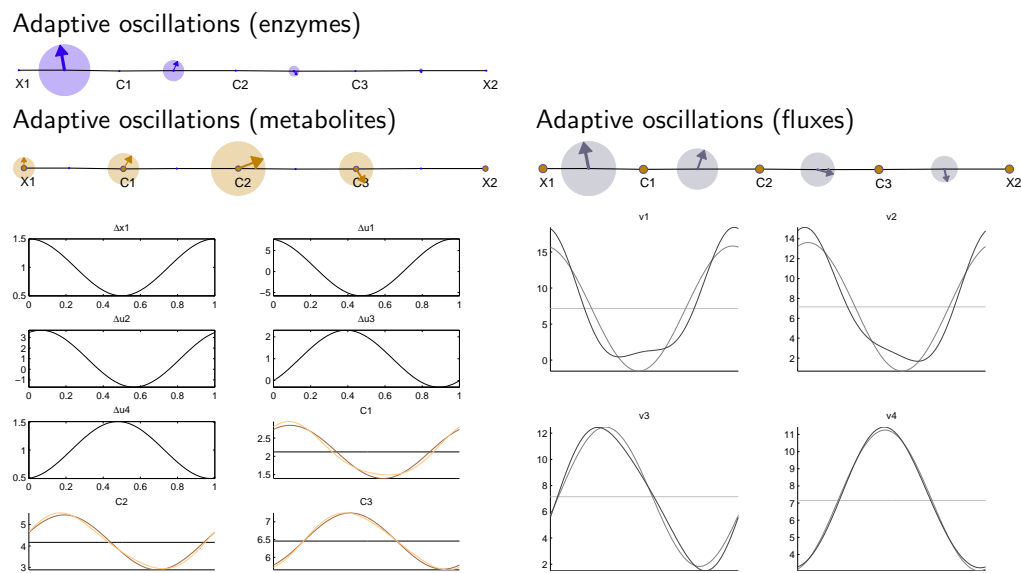 Adaptive oscillations (enzymes)
X1 C1 C2 C3 X2
Adaptive oscillations (metabolites)
X1 C1 C2 C3 X2
Adaptive oscillations (fluxes)
X1 C1 C2 C3 X2
Δx1
1.5
1
0.5
0 0.2 0.4 0.6 0.8 1
Δu1
5
0
−5
0 0.2 0.4 0.6 0.8 1
Δu2
3
2
1
0
−1
0 0.2 0.4 0.6 0.8 1
Δu3
2
1
0
0 0.2 0.4 0.6 0.8 1
Δu4
1.5
1
0.5
0 0.2 0.4 0.6 0.8 1
C1
2.5
2
1.5
C2
5
4
3
C3
7
6.5
6
v1
15
10
5
0
v2
14
12
10
8
6
4
2
v3
12
10
8
6
4
2
v4
11
10
9
8
7
6
5
4